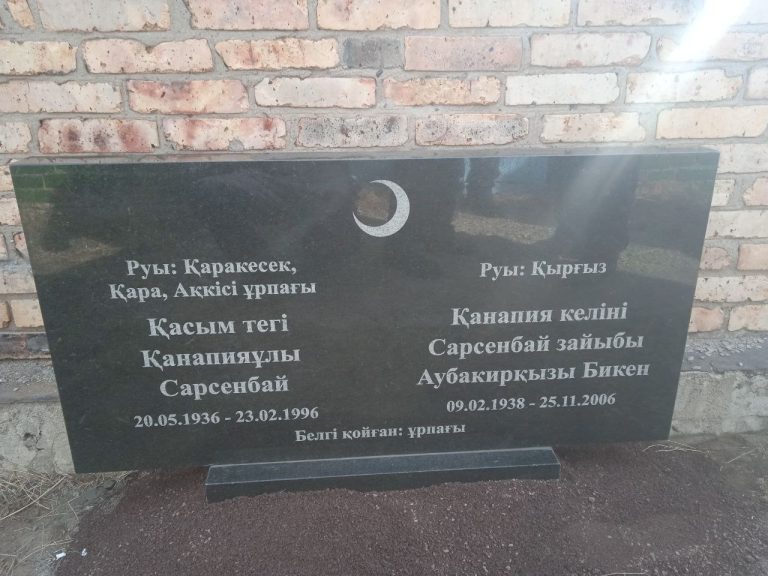 Руы: Қаракесек,
Қара, Ақкісі ұрпағы
Қасым тегі
Қанапияұлы
Сарсенбай
20.05.1936 - 23.02.1996
Руы: Қырғыз
Қанапия келіні
Сарсенбай зайыбы
Аубакирқызы Бикен
09.02.1938 - 25.11.2006
Белгі қойған: ұрпағы